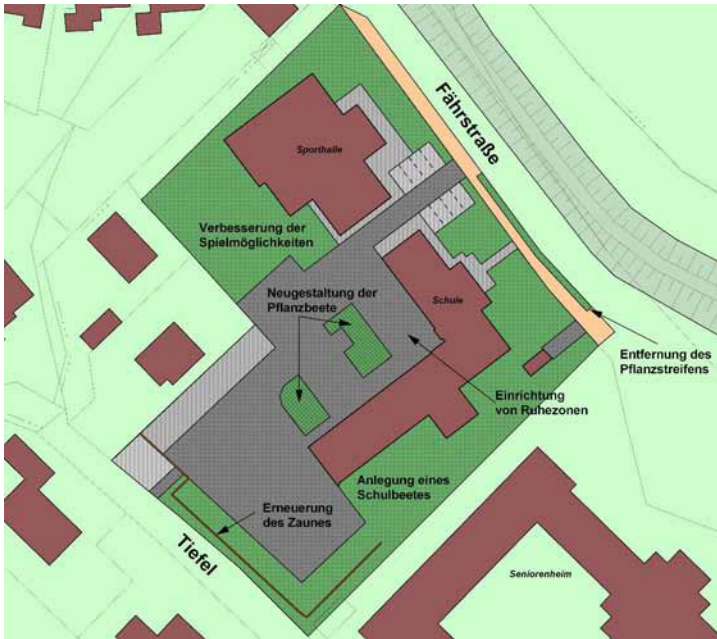 Fährstraße
Sporthalle
Verbesserung der
Spielmöglichkeiten
Neugestaltung der
Pflanzbeete
Schule
Entfernung des
Pflanzstreifens
Einrichtung
von Ruhezonen
Anlegung eines
Schulbeetes
Erneuerung
des Zaunes
Tiefel
Seniorenheim